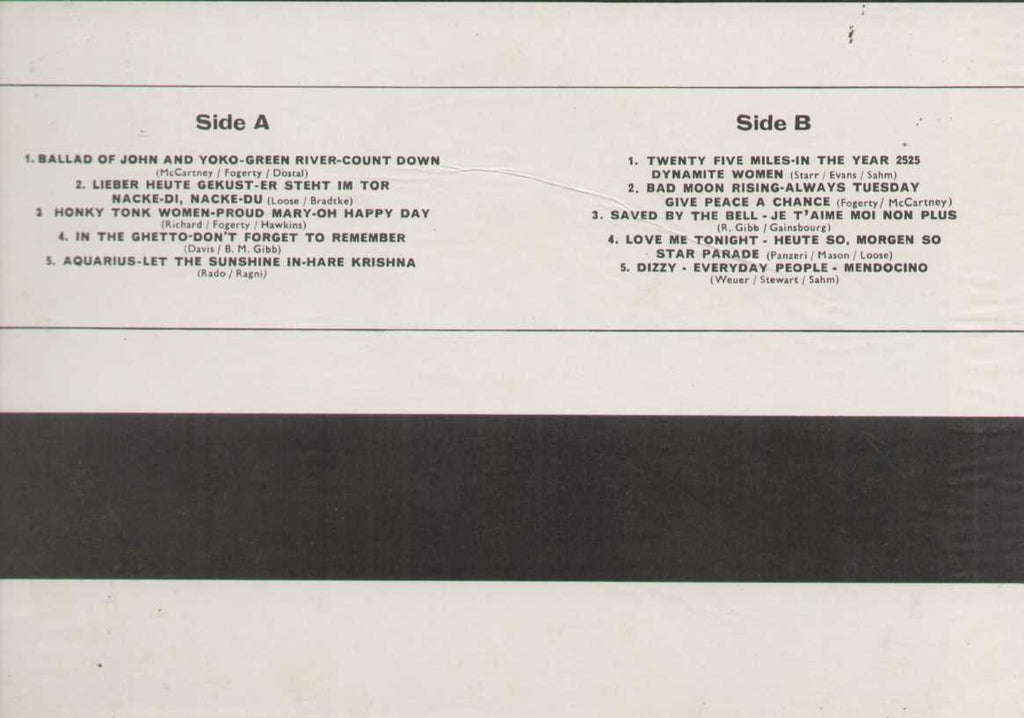 Side A
1. BALLAD OF JOHN AND YOKO-GREEN RIVER-COUNT DOWN
(McCartney / Fogerty / Dostal)
2. LIEBER HEUTE GEKUST-ER STEHT IM TOR
NACKE-DI, NACKE-DU (Loose / Bradtke)
3 HONKY TONK WOMEN-PROUD MARY-OH HAPPY DAY
(Richard / Fogerty / Hawkins)
4. IN THE GHETTO-DON'T FORGET TO REMEMBER
(Davis / B. M. Gibb)
5. AQUARIUS-LET THE SUNSHINE IN-HARE KRISHNA
(Rado / Ragni)
Side B
1. TWENTY FIVE MILES-IN THE YEAR 2525
DYNAMITE WOMEN (Starr / Evans / Sahm)
2. BAD MOON RISING-ALWAYS TUESDAY
GIVE PEACE A CHANCE (Fogerty/ McCartney)
3. SAVED BY THE BELL - JE T'AIME MOI NON PLUS
(R. Gibb / Gainsbourg)
4. LOVE ME TONIGHT - HEUTE SO, MORGEN SO
STAR PARADE (Panzeri / Mason / Loose)
5. DIZZY - EVERYDAY PEOPLE - MENDOCINO
(Weuer / Stewart / Sahm)